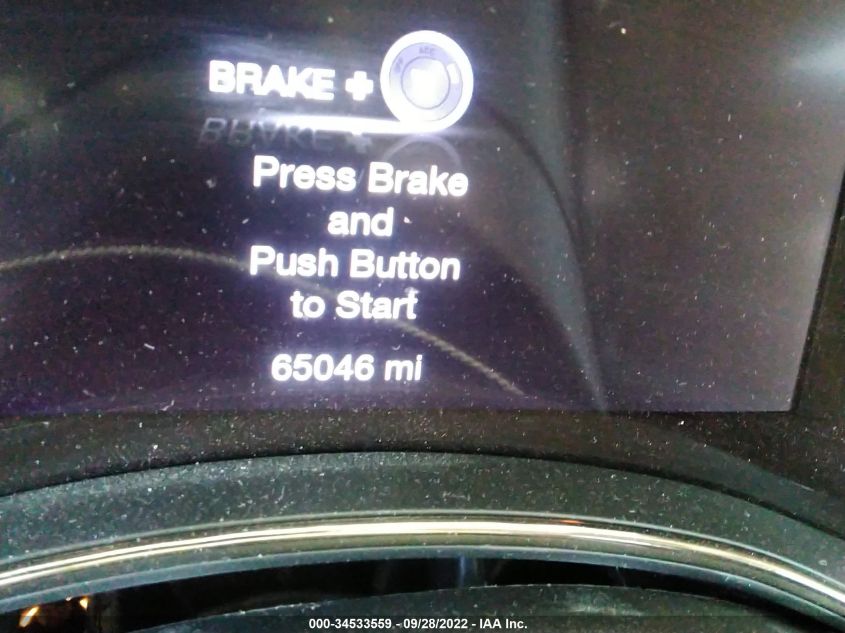 BRAKE +
Press Brake
and
Push Button
to Start
65046 mi
000-34533559 - 09/28/2022 - IAA Inc.